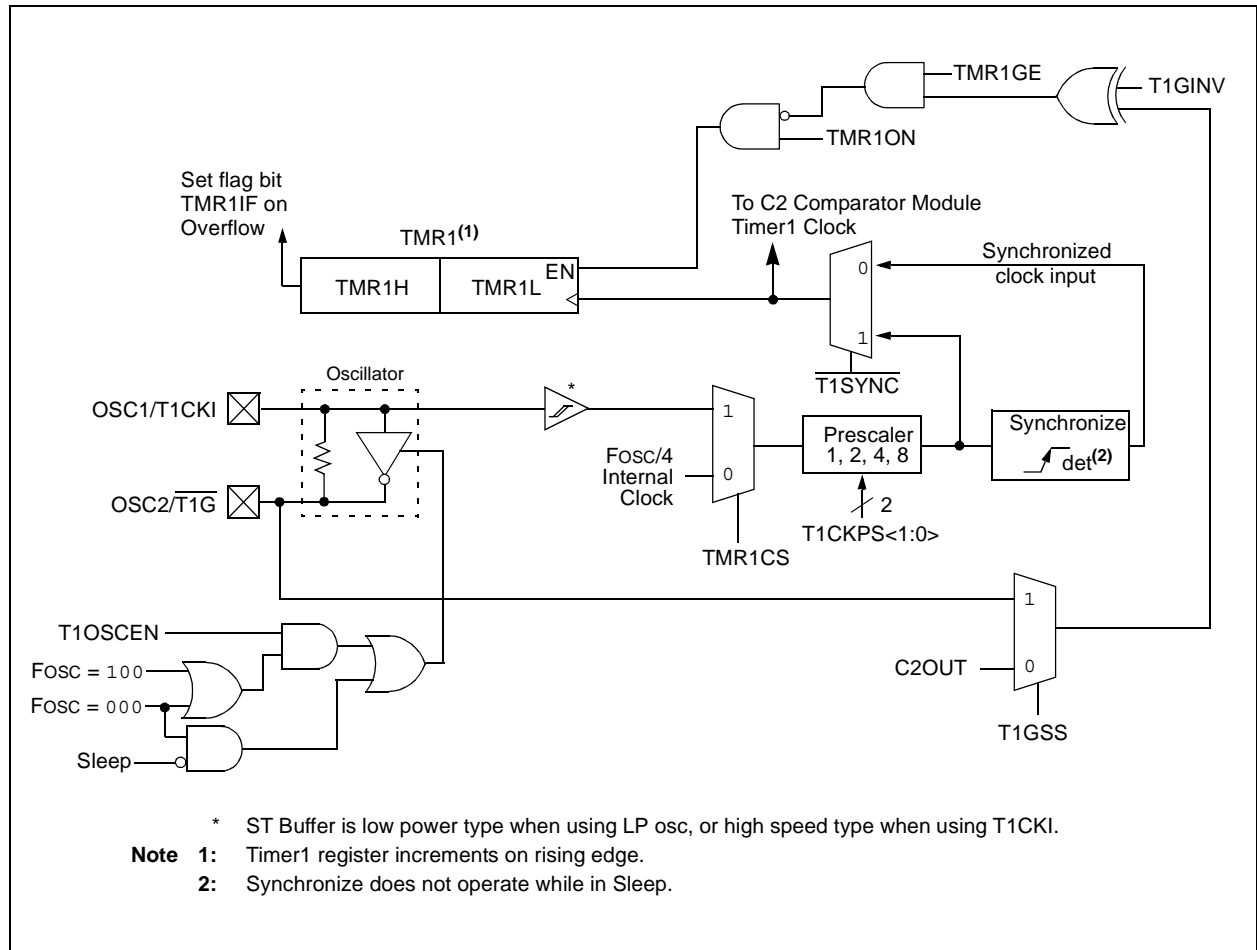 TMR1GE
T1GINV
TMR1ON
Set flag bit
TMR1IF on
Overflow
To C2 Comparator Module
Timer1 Clock
TMR1(1)
EN
TMR1H
TMR1L
0
Synchronized
clock input
1
T1SYNC
Oscillator
*
OSC1/T1CKI
1
FOSC/4
Internal
Clock
0
Prescaler
1, 2, 4, 8
Synchronize
det(2)
OSC2/T1G
2
T1CKPS<1:0>
TMR1CS
1
T1OSCEN
FOSC = 100
C2OUT
0
FOSC = 000
T1GSS
Sleep
* ST Buffer is low power type when using LP osc, or high speed type when using T1CKI.
Note 1: Timer1 register increments on rising edge.
2: Synchronize does not operate while in Sleep.